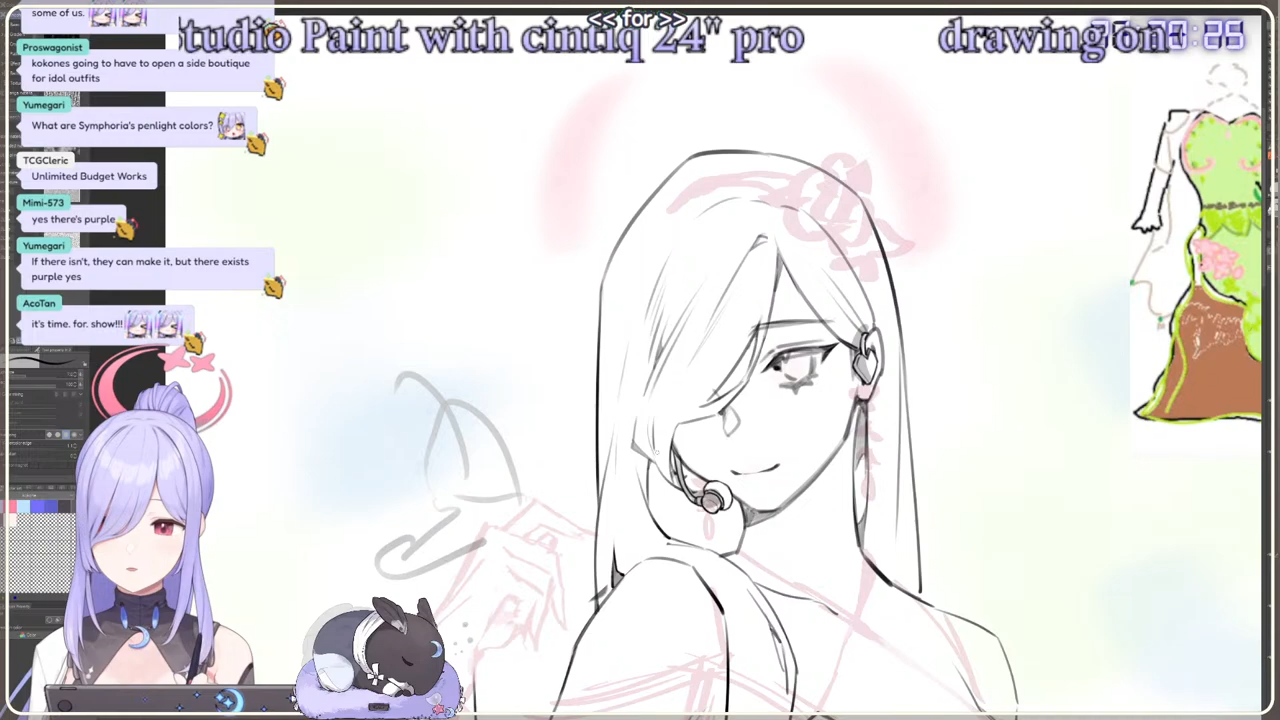 << for >>
Studio Paint with cintiq 24" pro
drawing on
some of us.
Proswagonist
kokones going to have to open a side boutique
for idol outfits
Yumegari
What are Symphoria's penlight colors?
TCGCleric
Unlimited Budget Works
Mimi-573
yes there's purple
Yumegari
If there isn't, they can make it, but there exists
purple yes
AcoTan
it's time. for. show!!!